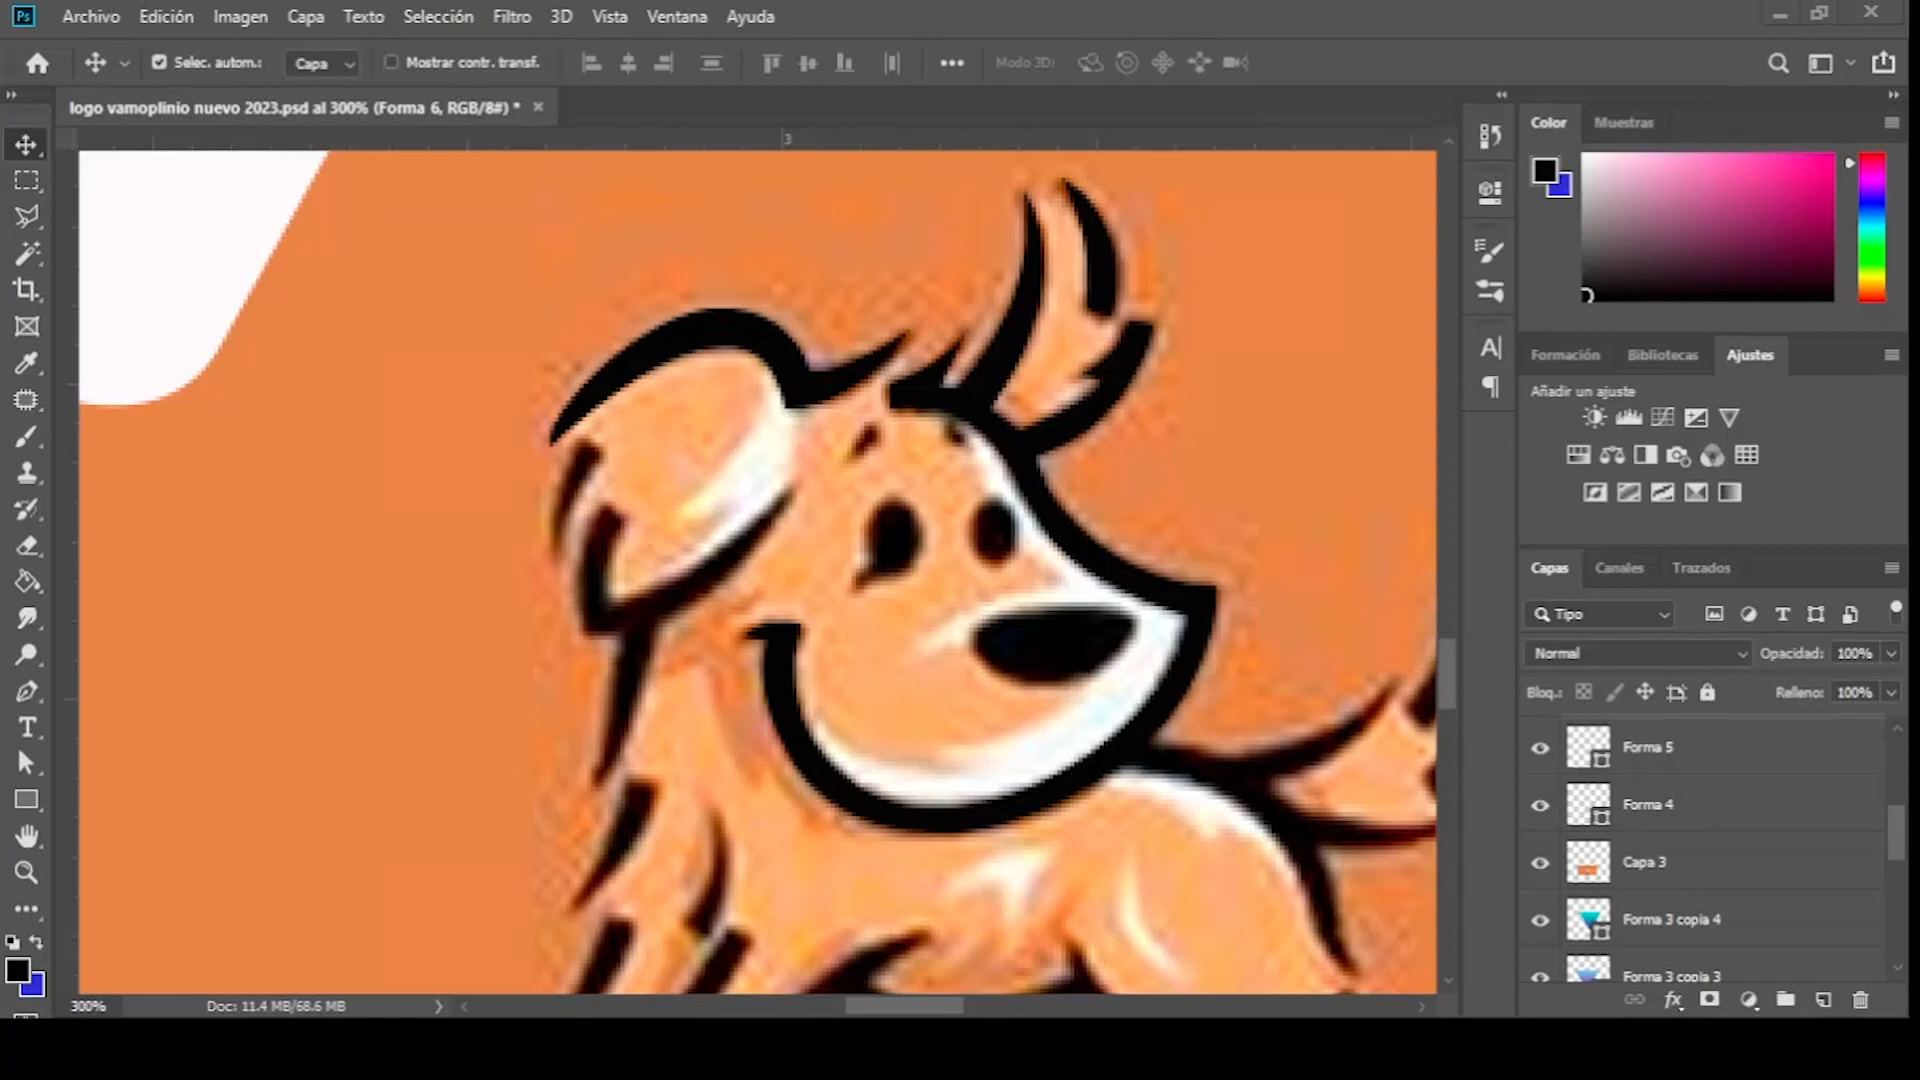 Ps Archivo Edición Imagen Capa Texto Selección Filtro 3D Vista Ventana Ayuda
Selec. autom.: Capa Mostrar contr. transf. Modo 3D:
logo vamoplinio nuevo 2023.psd al 300% (Forma 6, RGB/8#) *
3
Color Muestras
Formación Bibliotecas Ajustes
Añadir un ajuste
Capas Canales Trazados
Tipo
Normal Opacidad: 100%
Bloq.: Relleno: 100%
Forma 5
Forma 4
Capa 3
Forma 3 copia 4
Forma 3 copia 3
300% Doc: 11.4 MB/68.6 MB